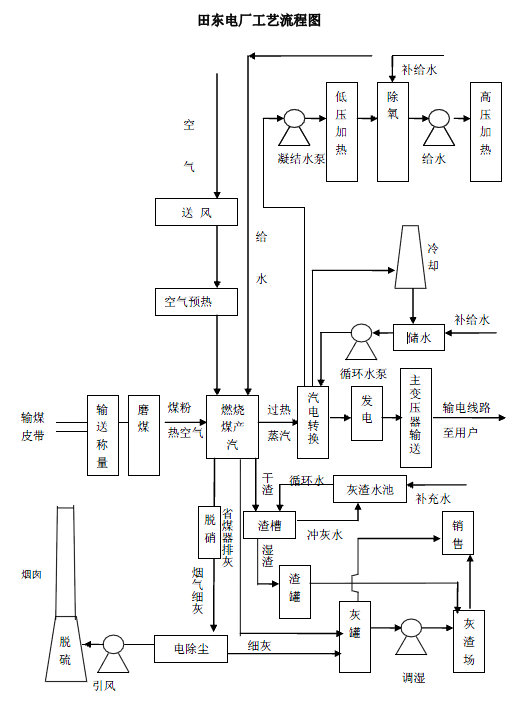 田东电厂工艺流程图
补给水
空气
低压加热
除氧
高压加热
凝结水泵
给水
送 风
给水
冷却
空气预热
补给水
储水
循环水泵
输煤
皮带
输送称量
磨煤
煤粉
热空气
燃烧
煤产
汽
过热
蒸汽
汽电转换
发电
主变压器输送
输电线路
至用户
干渣
循环水
灰渣水池
补充水
脱硝
省煤器排灰
渣槽
冲灰水
销售
湿渣
渣罐
烟囱
烟气细灰
灰罐
灰渣场
脱硫
引风
电除尘
细灰
调湿